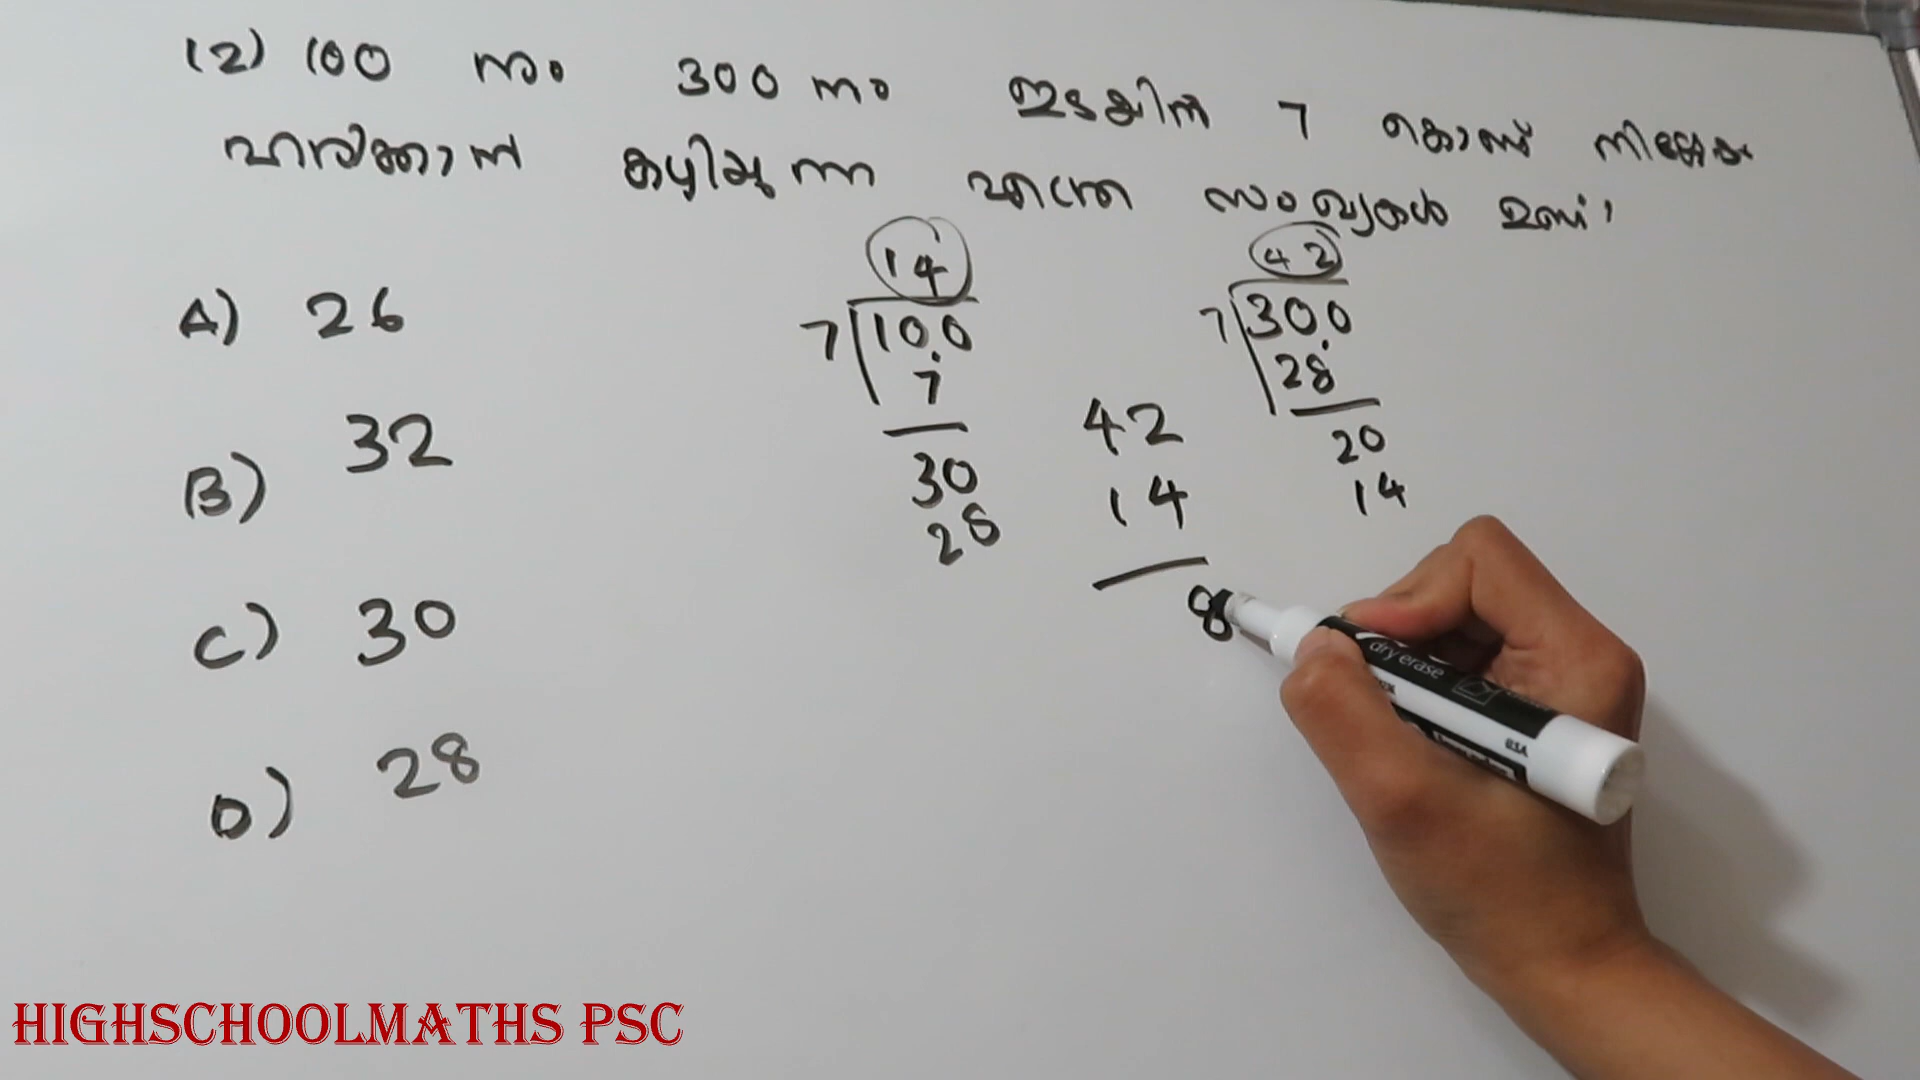 (2) 100 നും 300 നും ഇടയിൽ 7 കൊണ്ട് നിശ്ശേഷം
ഹരിക്കാൻ കഴിയുന്ന എത്ര സംഖ്യകൾ ഉണ്ട്?
A) 26
B) 32
C) 30
D) 28
14
7 100
7
30
28
42
7 300
28
20
14
42
14
8
dry erase
USA
HIGHSCHOOLMATHS PSC